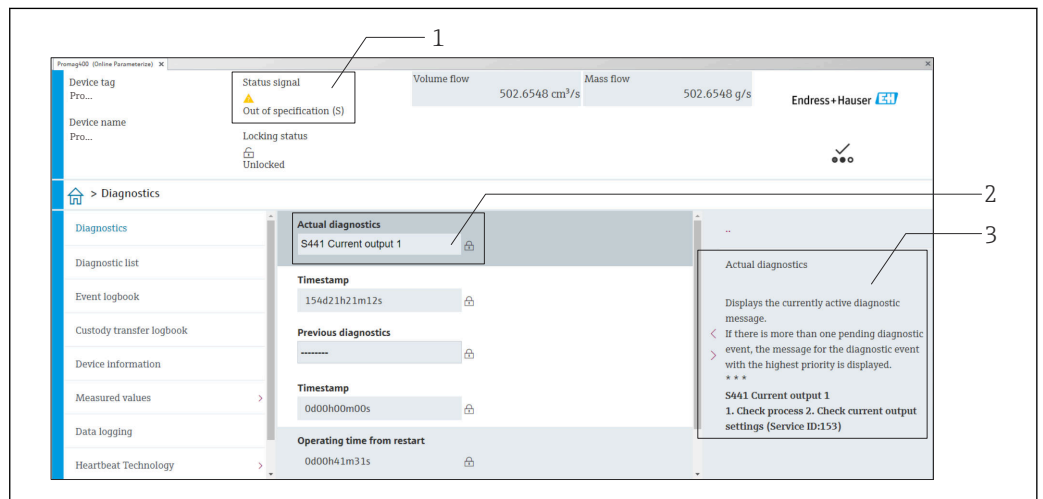 1
Promag400 (Online Parameterize) X
x
Device tag
Pro...
Status signal
Out of specification (S)
Volume flow
502.6548 cm³/s
Mass flow
502.6548 g/s
Endress+Hauser EH
Device name
Pro...
Locking status
Unlocked
> Diagnostics
2
3
Diagnostics
Diagnostic list
Event logbook
Custody transfer logbook
Device information
Measured values >
Data logging
Heartbeat Technology >
Actual diagnostics
S441 Current output 1
Timestamp
154d21h21m12s
Previous diagnostics
--------
Timestamp
0d00h00m00s
Operating time from restart
0d00h41m31s
..
Actual diagnostics
Displays the currently active diagnostic
message.
If there is more than one pending diagnostic
event, the message for the diagnostic event
with the highest priority is displayed.
* * *
S441 Current output 1
1. Check process 2. Check current output
settings (Service ID:153)